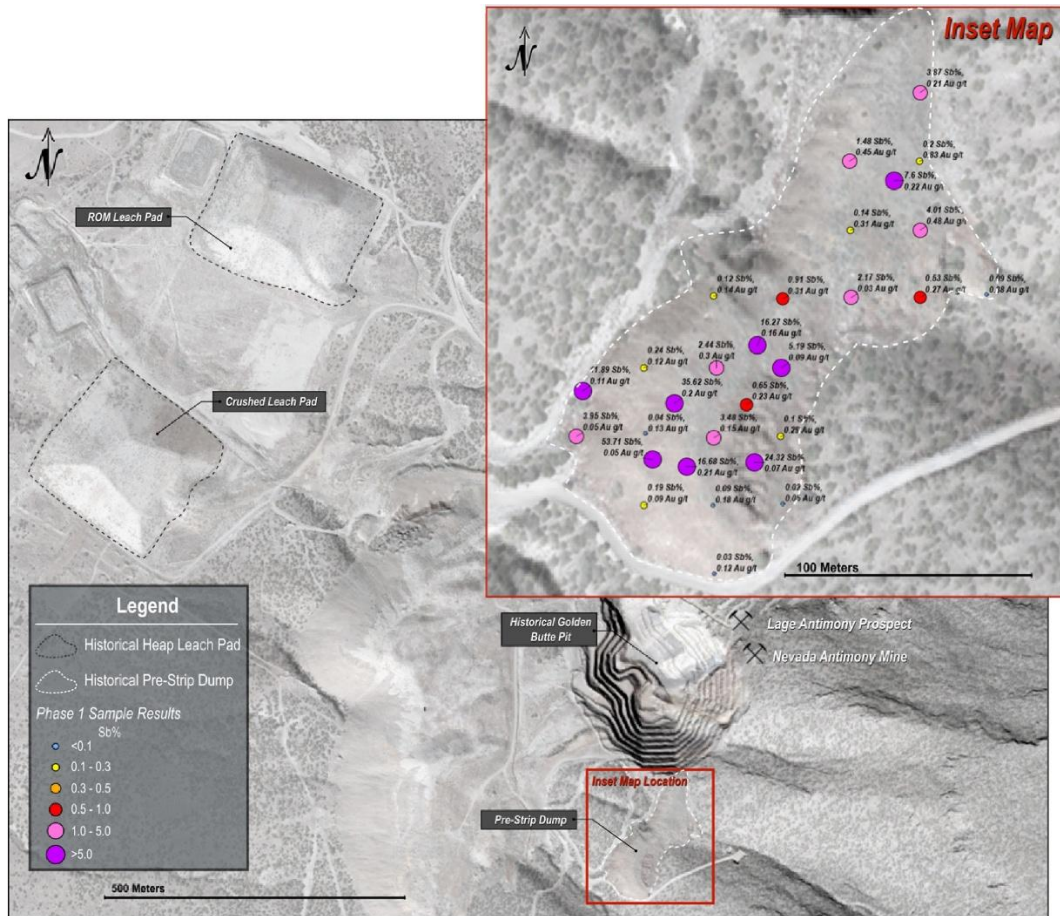 Inset Map
N
3.87 Sb%,
0.21 Au g/t
1.48 Sb%,
0.45 Au g/t
0.2 Sb%,
0.83 Au g/t
7.6 Sb%,
0.22 Au g/t
0.14 Sb%,
0.31 Au g/t
4.01 Sb%,
0.48 Au g/t
0.12 Sb%,
0.14 Au g/t
0.91 Sb%,
0.31 Au g/t
2.17 Sb%,
0.03 Au g/t
0.53 Sb%,
0.27 Au g/t
Sb%,
Au g/t
16.27 Sb%,
0.16 Au g/t
0.24 Sb%,
0.12 Au g/t
2.44 Sb%,
0.3 Au g/t
5.19 Sb%,
0.09 Au g/t
1.89 Sb%,
0.11 Au g/t
35.62 Sb%,
0.2 Au g/t
0.65 Sb%,
0.23 Au g/t
3.95 Sb%,
0.05 Au g/t
0.04 Sb%,
0.13 Au g/t
3.48 Sb%,
0.15 Au g/t
0.1 Sb%,
0.28 Au g/t
53.71 Sb%,
0.05 Au g/t
16.68 Sb%,
0.21 Au g/t
24.32 Sb%,
0.07 Au g/t
0.19 Sb%,
0.09 Au g/t
0.09 Sb%,
0.18 Au g/t
0.02 Sb%,
0.05 Au g/t
0.03 Sb%,
0.12 Au g/t
100 Meters
N
ROM Leach Pad
Crushed Leach Pad
Legend
Historical Heap Leach Pad
Historical Pre-Strip Dump
Phase 1 Sample Results
Sb%
<0.1
0.1 - 0.3
0.3 - 0.5
0.5 - 1.0
1.0 - 5.0
>5.0
500 Meters
Historical Golden
Butte Pit
Lage Antimony Prospect
Nevada Antimony Mine
Inset Map Location
Pre-Strip Dump